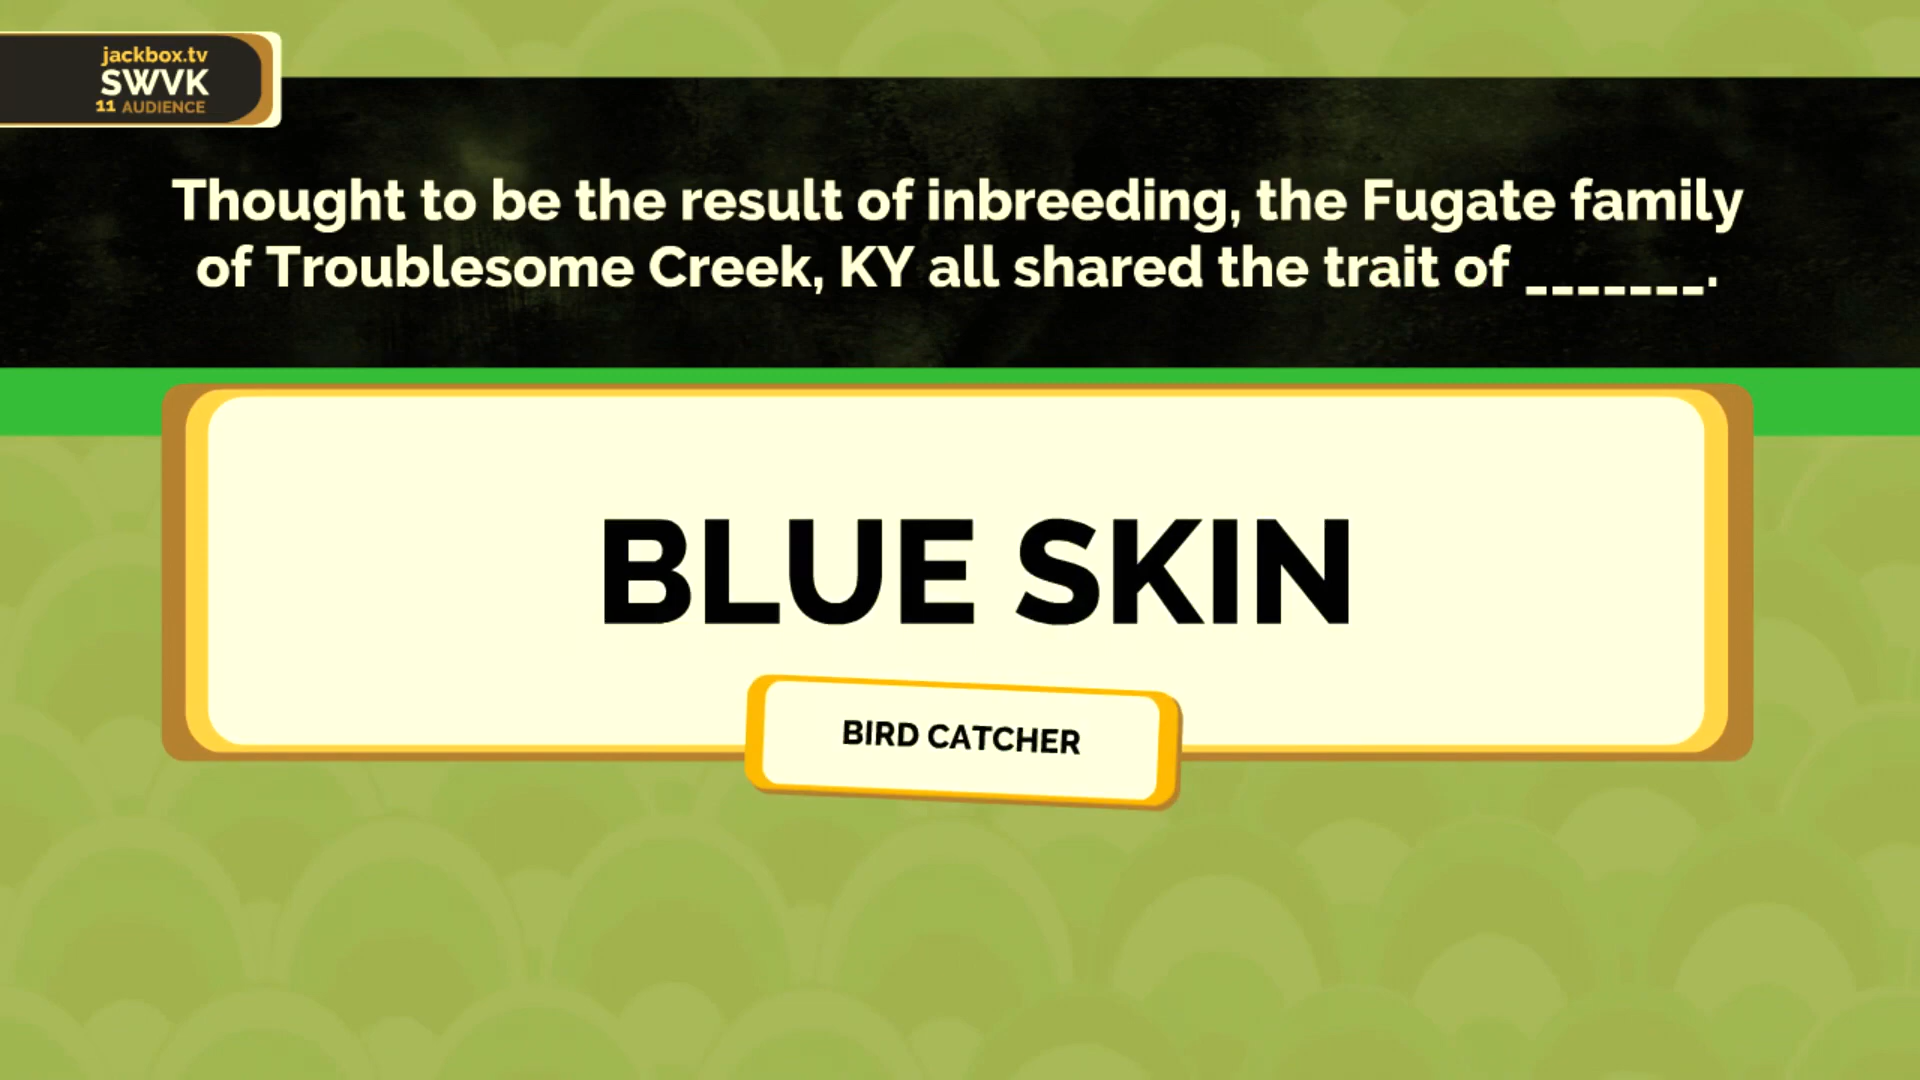 jackbox.tv
SWVK
11 AUDIENCE
Thought to be the result of inbreeding, the Fugate family
of Troublesome Creek, KY all shared the trait of _______.
BLUE SKIN
BIRD CATCHER